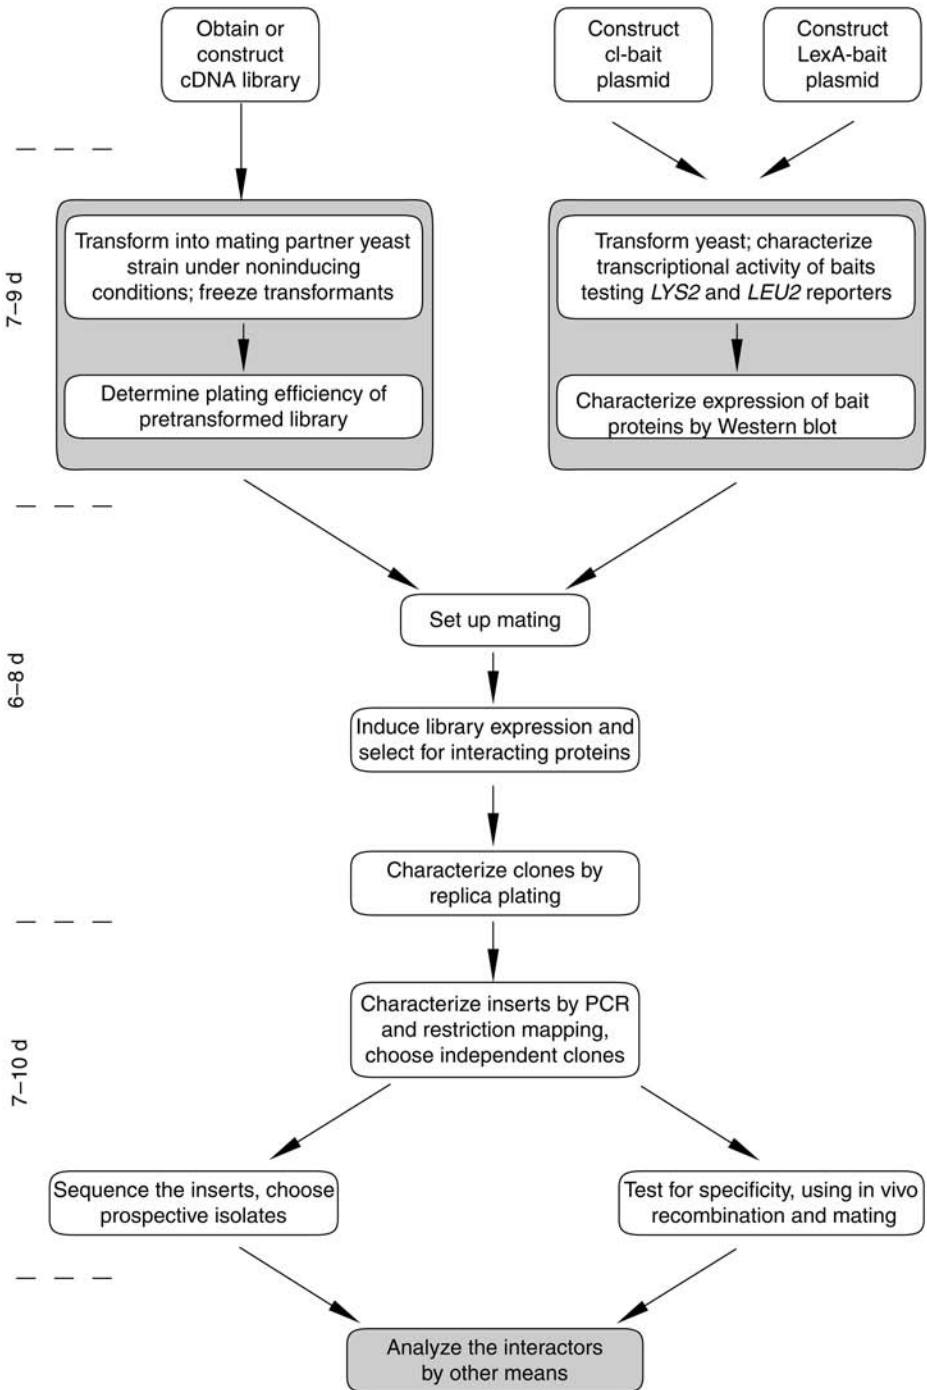 Obtain or
construct
cDNA library
Construct
cl-bait
plasmid
Construct
LexA-bait
plasmid
7–9 d
Transform into mating partner yeast
strain under noninducing
conditions; freeze transformants
Determine plating efficiency of
pretransformed library
Transform yeast; characterize
transcriptional activity of baits
testing LYS2 and LEU2 reporters
Characterize expression of bait
proteins by Western blot
6–8 d
Set up mating
Induce library expression and
select for interacting proteins
Characterize clones by
replica plating
7–10 d
Characterize inserts by PCR
and restriction mapping,
choose independent clones
Sequence the inserts, choose
prospective isolates
Test for specificity, using in vivo
recombination and mating
Analyze the interactors
by other means